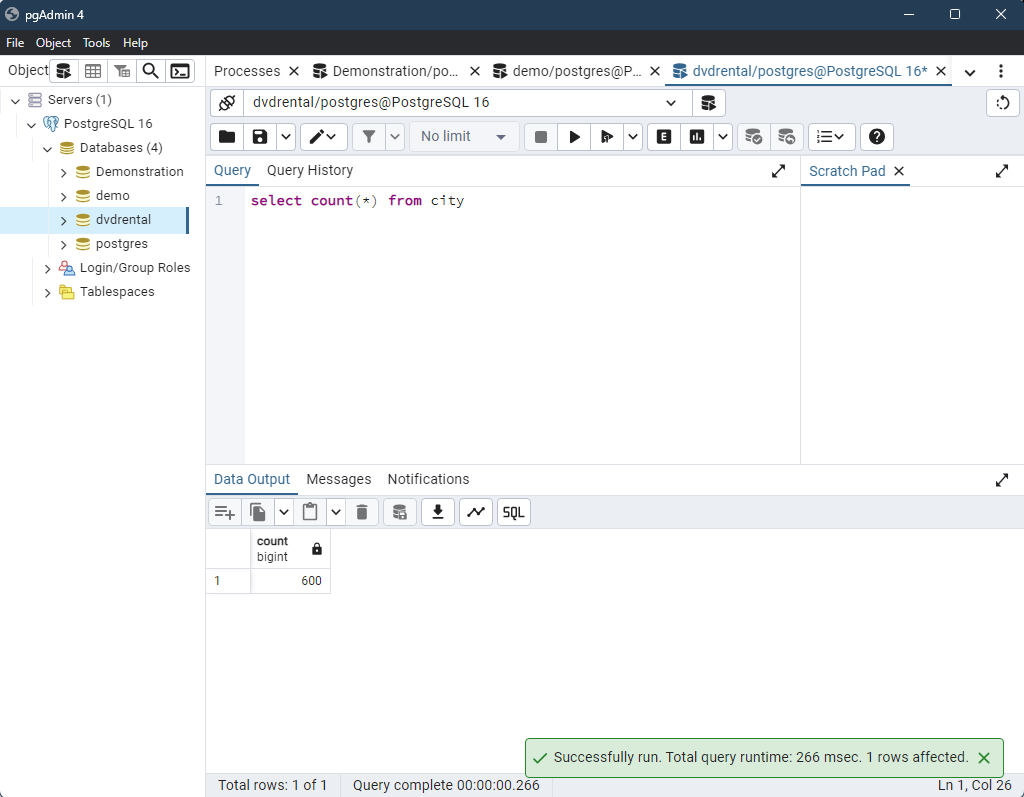 pgAdmin 4
File Object Tools Help
Object
Processes Demonstration/po... demo/postgres@P... dvdrental/postgres@PostgreSQL 16*
Servers (1)
PostgreSQL 16
Databases (4)
Demonstration
demo
dvdrental
postgres
Login/Group Roles
Tablespaces
dvdrental/postgres@PostgreSQL 16
No limit
E
Query Query History
Scratch Pad
1 select count(*) from city
Data Output Messages Notifications
SQL
count
bigint
1 600
Successfully run. Total query runtime: 266 msec. 1 rows affected.
Total rows: 1 of 1 Query complete 00:00:00.266 Ln 1, Col 26